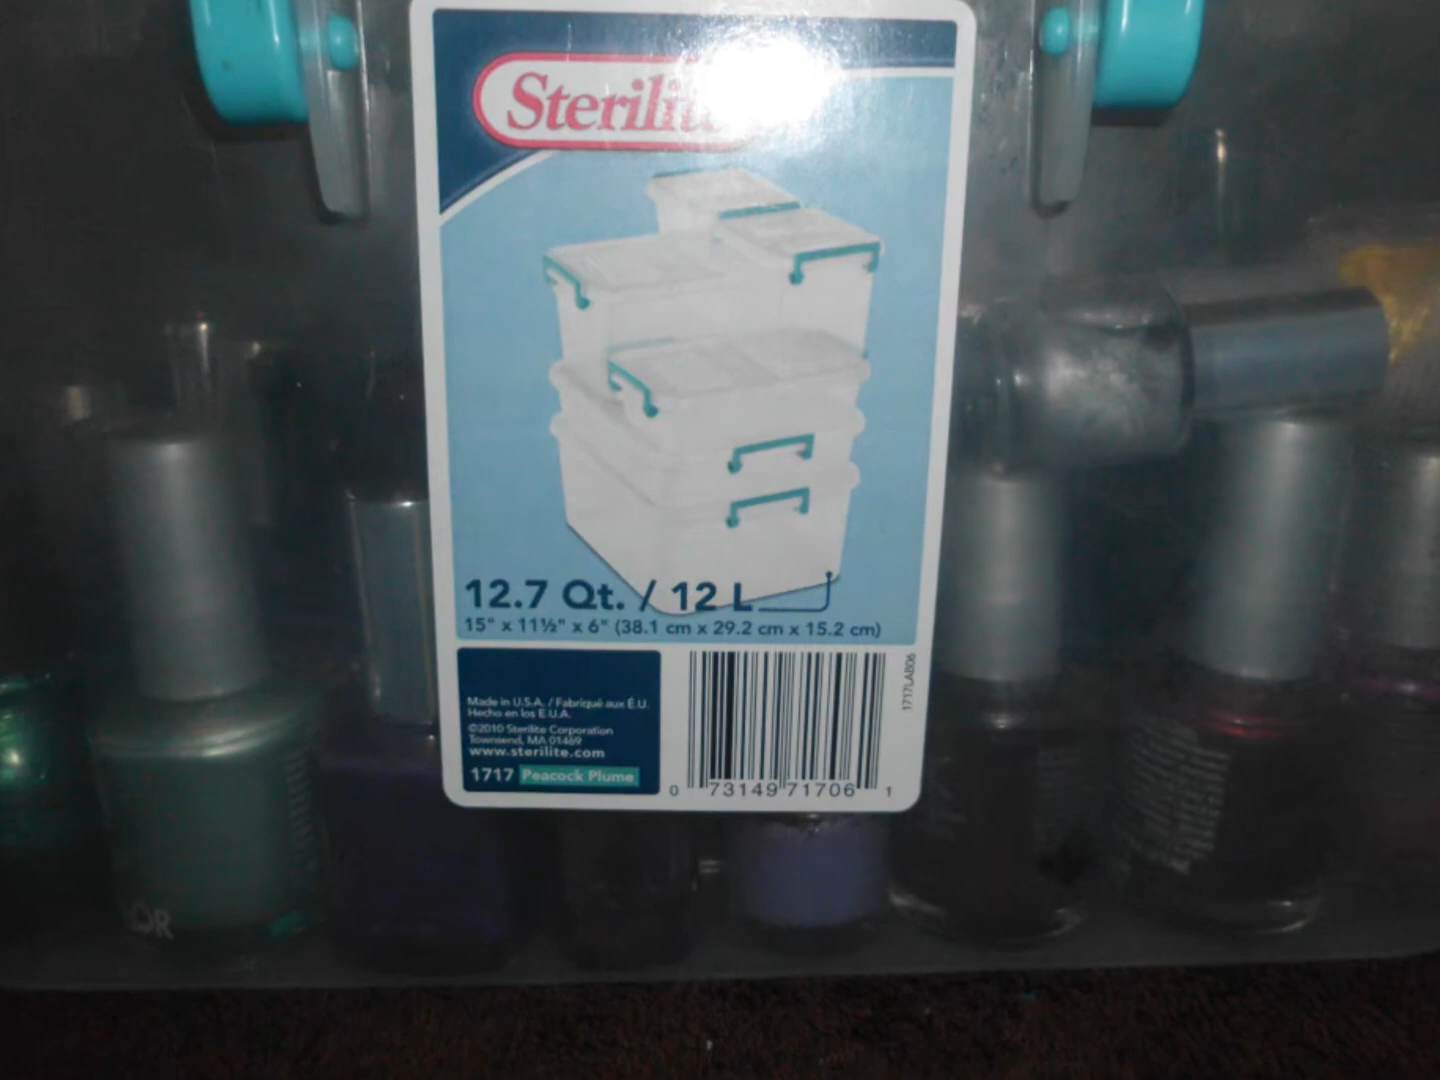 Sterilite
12.7 Qt. / 12 L
15" x 11½" x 6" (38.1 cm x 29.2 cm x 15.2 cm)
Made in U.S.A. / Fabriqué aux É.U.
Hecho en los E.U.A.
©2010 Sterilite Corporation
Townsend, MA 01469
www.sterilite.com
1717 Peacock Plume
0 73149 71706 1
1717LAB06
OR